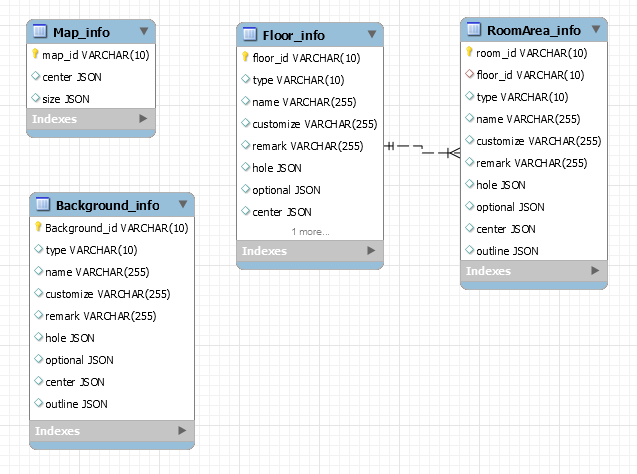 Map_info
map_id VARCHAR(10)
center JSON
size JSON
Indexes
Floor_info
floor_id VARCHAR(10)
type VARCHAR(10)
name VARCHAR(255)
customize VARCHAR(255)
remark VARCHAR(255)
hole JSON
optional JSON
center JSON
1 more...
Indexes
RoomArea_info
room_id VARCHAR(10)
floor_id VARCHAR(10)
type VARCHAR(10)
name VARCHAR(255)
customize VARCHAR(255)
remark VARCHAR(255)
hole JSON
optional JSON
center JSON
outline JSON
Indexes
Background_info
Background_id VARCHAR(10)
type VARCHAR(10)
name VARCHAR(255)
customize VARCHAR(255)
remark VARCHAR(255)
hole JSON
optional JSON
center JSON
outline JSON
Indexes